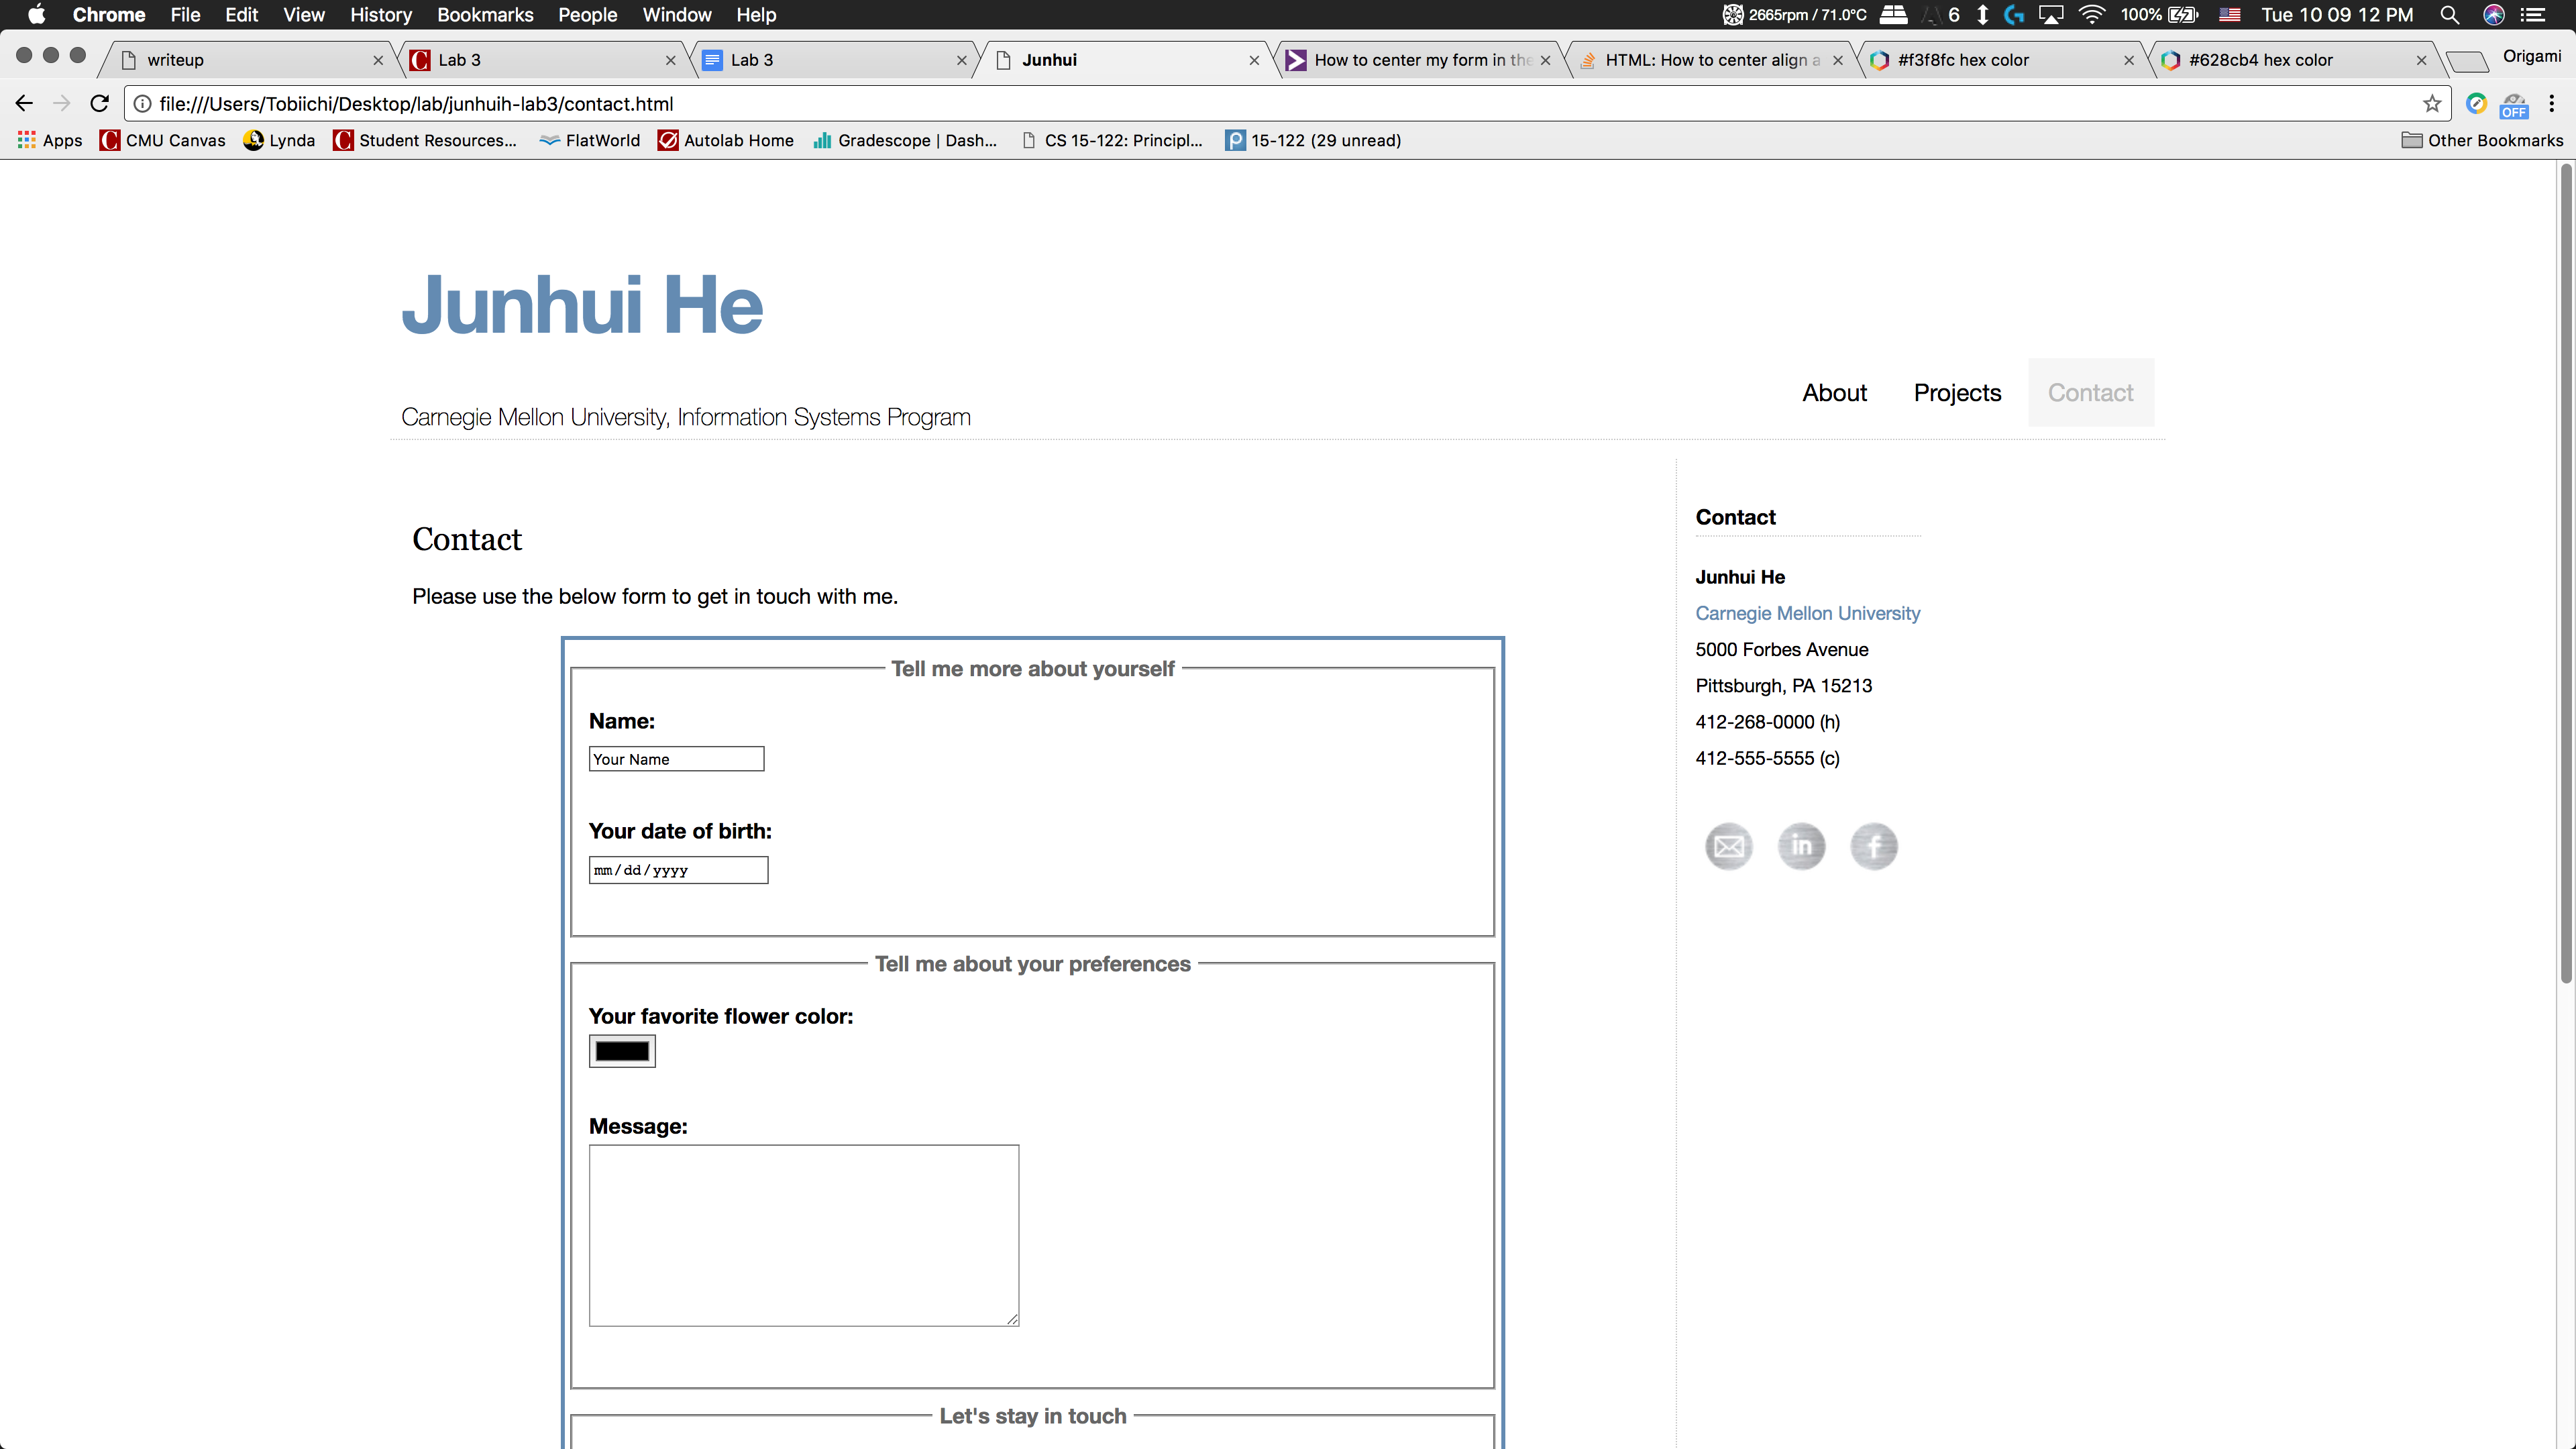 Chrome File Edit View History Bookmarks People Window Help 2665rpm / 71.0°C 6 100% Tue 10 09 12 PM
writeup Lab 3 Lab 3 Junhui How to center my form in the HTML: How to center align a #f3f8fc hex color #628cb4 hex color Origami
file:///Users/Tobiichi/Desktop/lab/junhuih-lab3/contact.html OFF
Apps CMU Canvas Lynda Student Resources... FlatWorld Autolab Home Gradescope | Dash... CS 15-122: Principl... 15-122 (29 unread) Other Bookmarks
Junhui He
Carnegie Mellon University, Information Systems Program
About Projects Contact
Contact
Please use the below form to get in touch with me.
Tell me more about yourself
Name:
Your Name
Your date of birth:
mm/dd/yyyy
Tell me about your preferences
Your favorite flower color:
Message:
Let's stay in touch
Contact
Junhui He
Carnegie Mellon University
5000 Forbes Avenue
Pittsburgh, PA 15213
412-268-0000 (h)
412-555-5555 (c)
in f